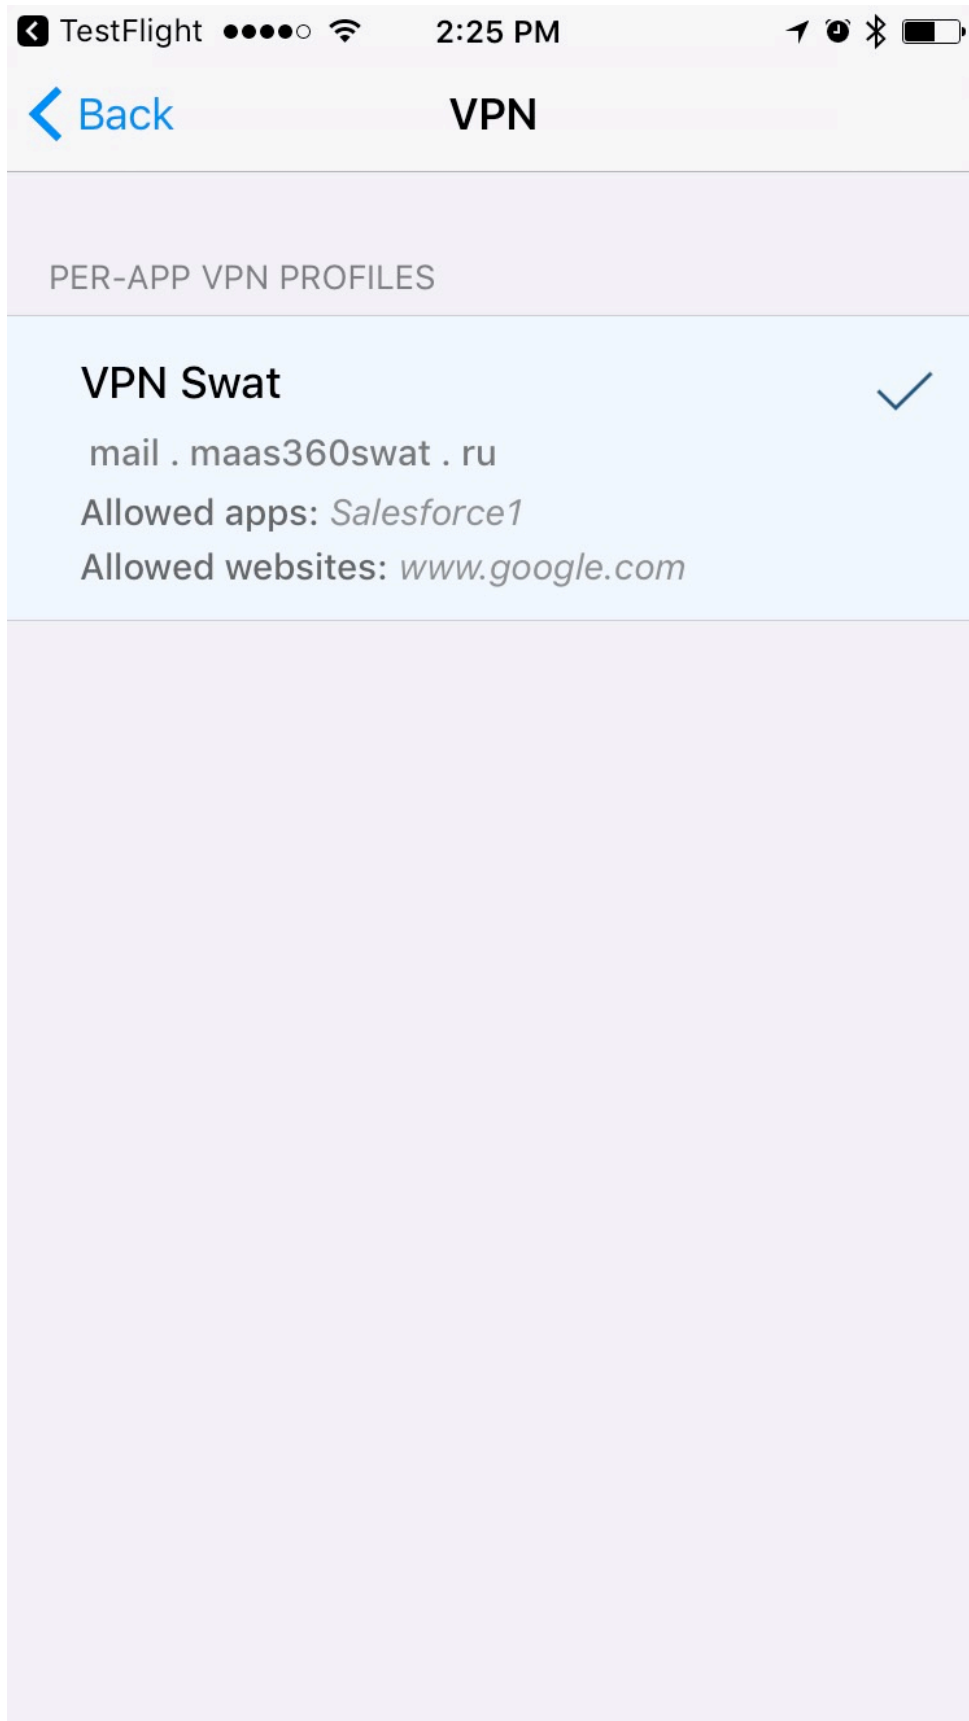 TestFlight
2:25 PM
Back
VPN
PER-APP VPN PROFILES
VPN Swat
mail . maas360swat . ru
Allowed apps: Salesforce1
Allowed websites: www.google.com